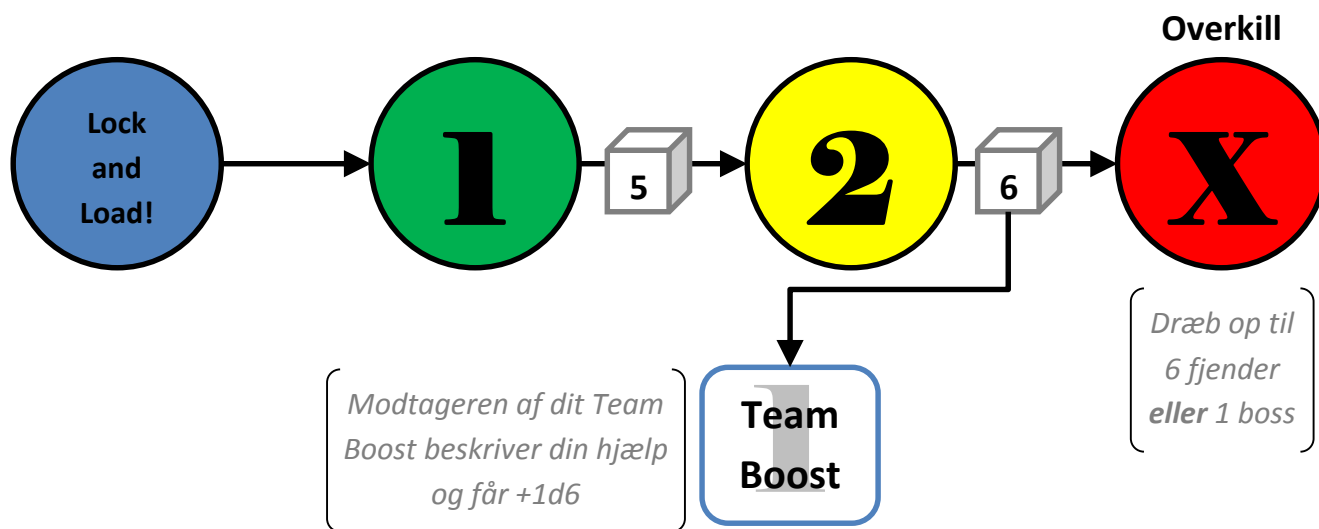 Overkill
Lock
and
Load!
1
5
2
6
X
Dræb op til
6 fjender
eller 1 boss
Modtageren af dit Team
Boost beskriver din hjælp
og får +1d6
1
Team
Boost